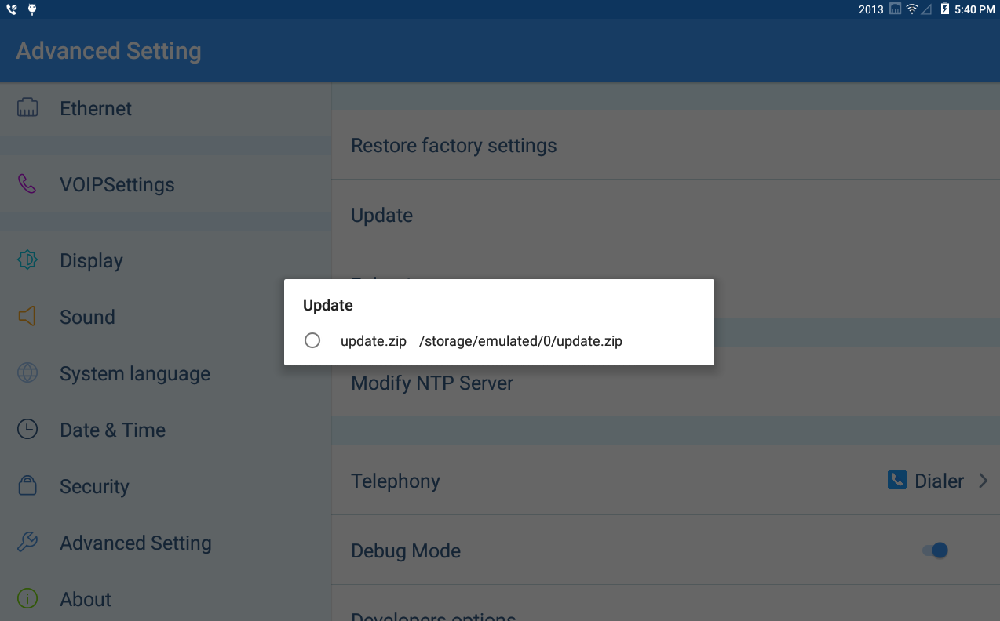 2013 5:40 PM
Advanced Setting
Ethernet
VOIPSettings
Display
Sound
System language
Date & Time
Security
Advanced Setting
About
Restore factory settings
Update
Update
update.zip /storage/emulated/0/update.zip
Modify NTP Server
Telephony Dialer
Debug Mode
Developers options